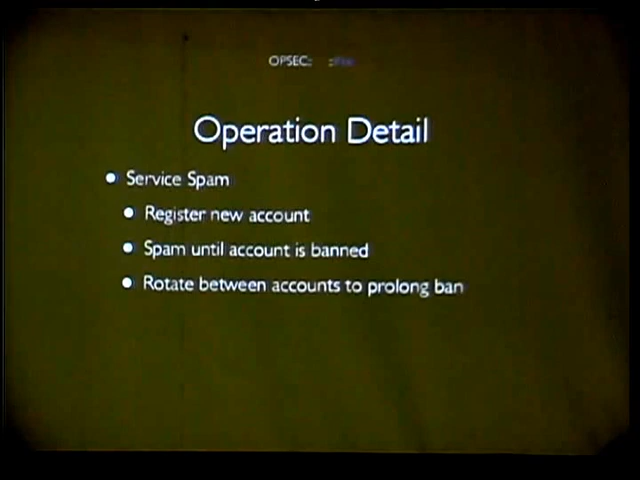 OPSEC:
Operation Detail
Service Spam
Register new account
Spam until account is banned
Rotate between accounts to prolong ban